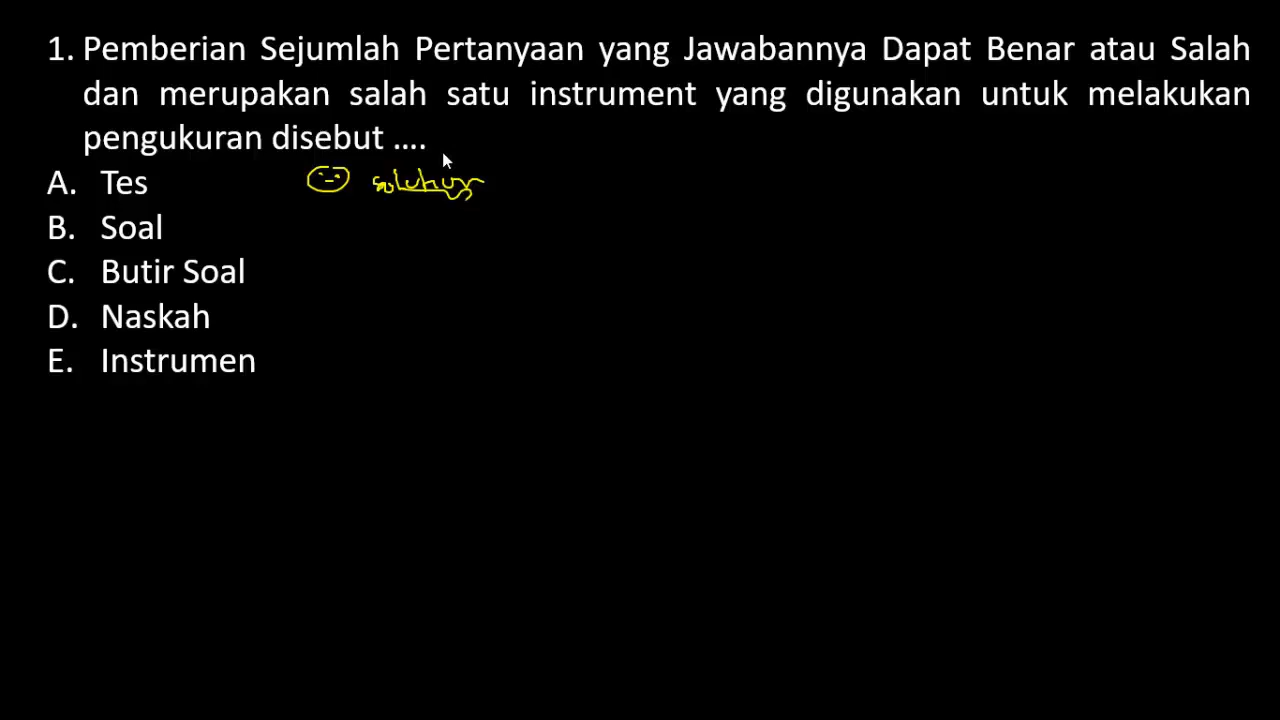 1. Pemberian Sejumlah Pertanyaan yang Jawabannya Dapat Benar atau Salah
dan merupakan salah satu instrument yang digunakan untuk melakukan
pengukuran disebut ....
A. Tes
B. Soal
C. Butir Soal
D. Naskah
E. Instrumen